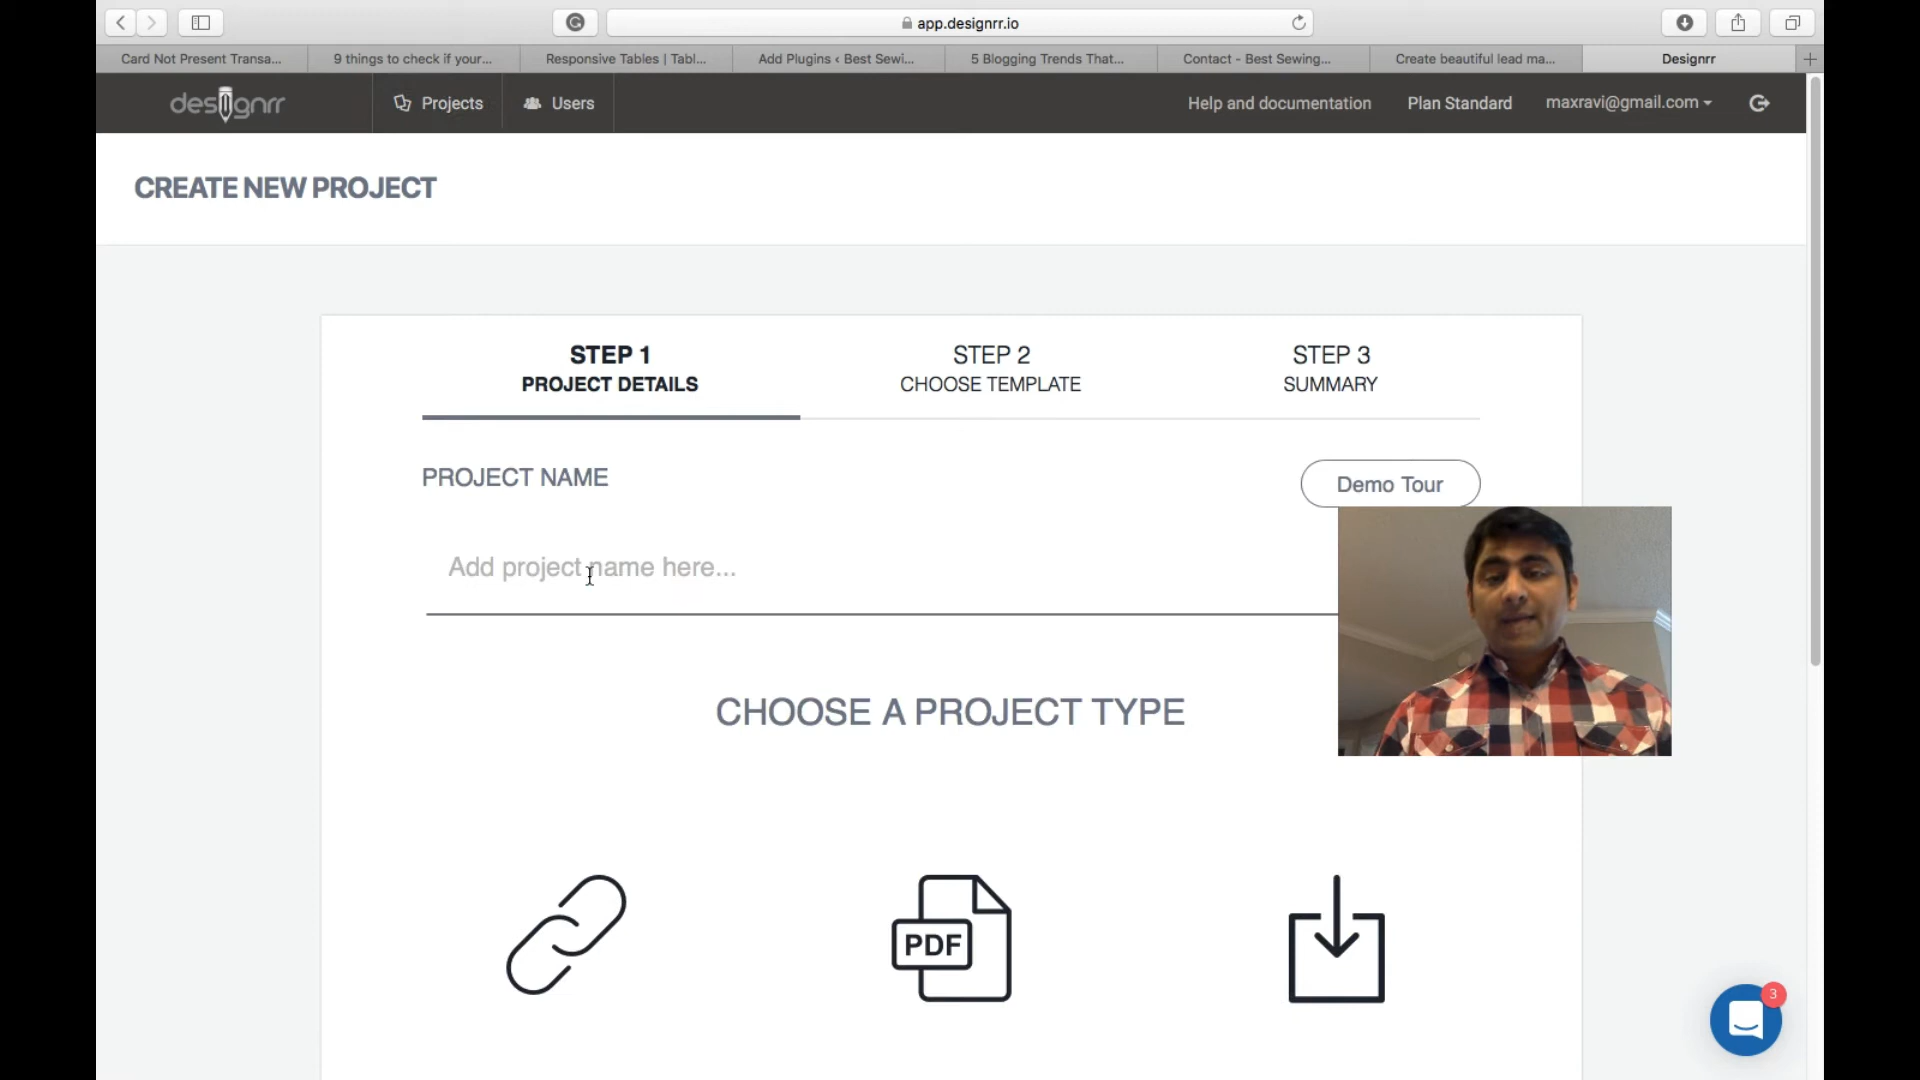 app.designrr.io
Card Not Present Transa...
9 things to check if your...
Responsive Tables | Tabl...
Add Plugins ‹ Best Sewi...
5 Blogging Trends That...
Contact - Best Sewing...
Create beautiful lead ma...
Designrr
designrr
Projects
Users
Help and documentation
Plan Standard
maxravi@gmail.com
CREATE NEW PROJECT
STEP 1
PROJECT DETAILS
STEP 2
CHOOSE TEMPLATE
STEP 3
SUMMARY
PROJECT NAME
Demo Tour
Add project name here...
CHOOSE A PROJECT TYPE
PDF
3